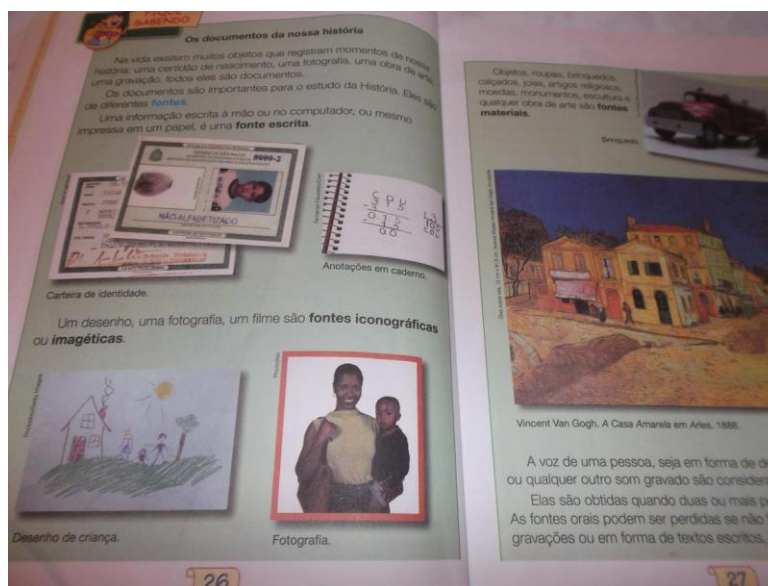 FIQUE
SABENDO
Os documentos da nossa história
Na vida existem muitos objetos que registram momentos de nossa
história: uma certidão de nascimento, uma fotografia, uma obra de arte,
uma gravação, todos eles são documentos.
Os documentos são importantes para o estudo da História. Eles são
de diferentes fontes.
Uma informação escrita à mão ou no computador, ou mesmo
impressa em um papel, é uma fonte escrita.
8000-2
NÃO ALFABETIZADO
Anotações em caderno.
Carteira de identidade.
Um desenho, uma fotografia, um filme são fontes iconográficas
ou imagéticas.
Desenho de criança.
Fotografia.
26
Objetos, roupas, brinquedos,
calçados, joias, artigos religiosos,
moedas, monumentos, escultura e
qualquer obra de arte são fontes
materiais.
Brinquedo.
Vincent Van Gogh. A Casa Amarela em Arles. 1888.
A voz de uma pessoa, seja em forma de
ou qualquer outro som gravado são
Elas são obtidas quando duas ou mais
As fontes orais podem ser perdidas se não
gravações ou em forma de textos escritos,
27